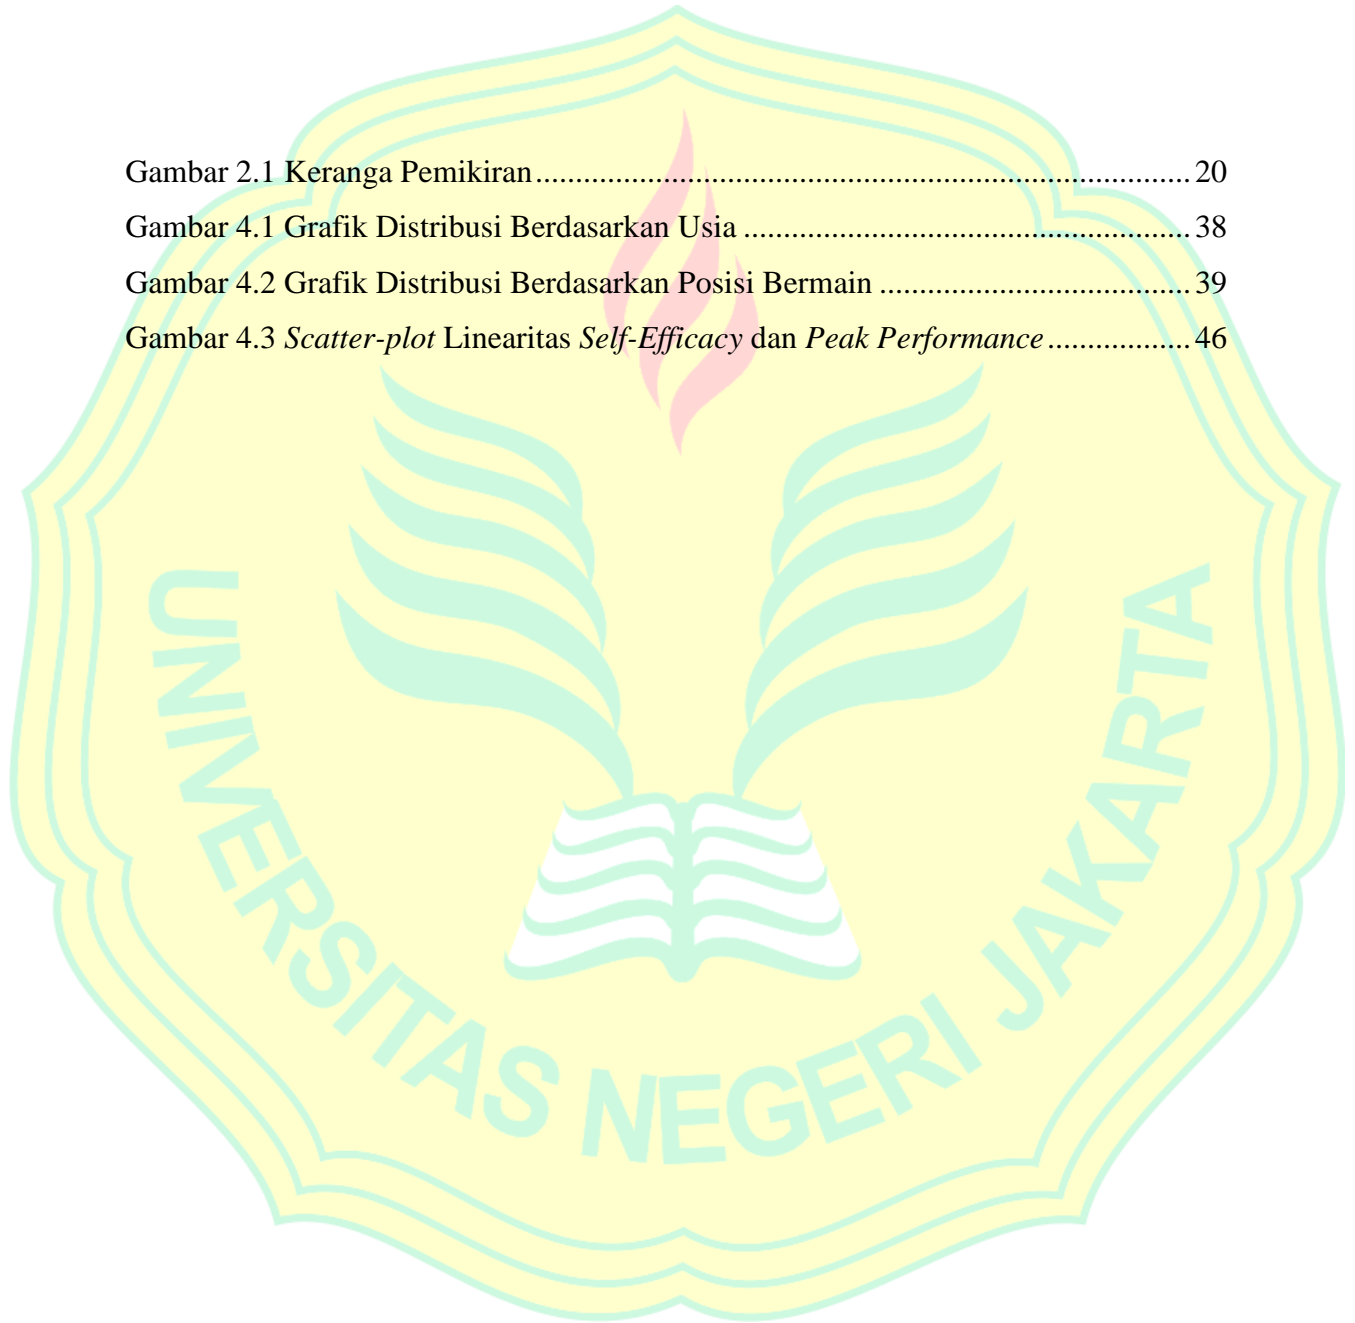 Gambar 2.1 Keranga Pemikiran.......................................................................................20
Gambar 4.1 Grafik Distribusi Berdasarkan Usia ...........................................................38
Gambar 4.2 Grafik Distribusi Berdasarkan Posisi Bermain .........................................39
Gambar 4.3 Scatter-plot Linearitas Self-Efficacy dan Peak Performance..................46
UNIVERSITAS NEGERI JAKARTA